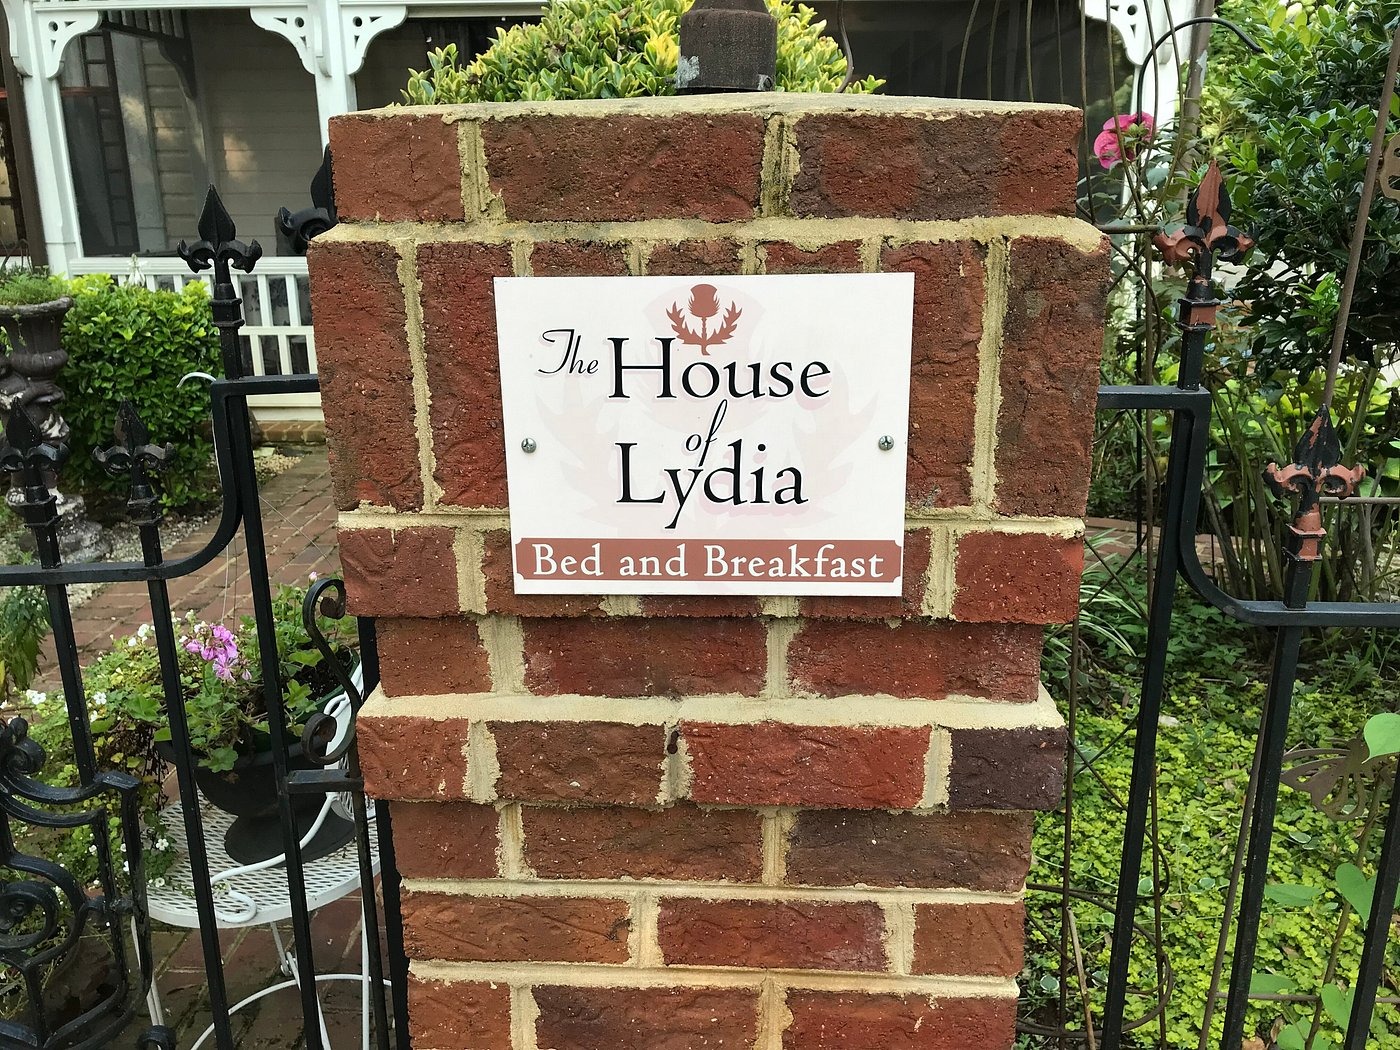 The House
of
Lydia
Bed and Breakfast